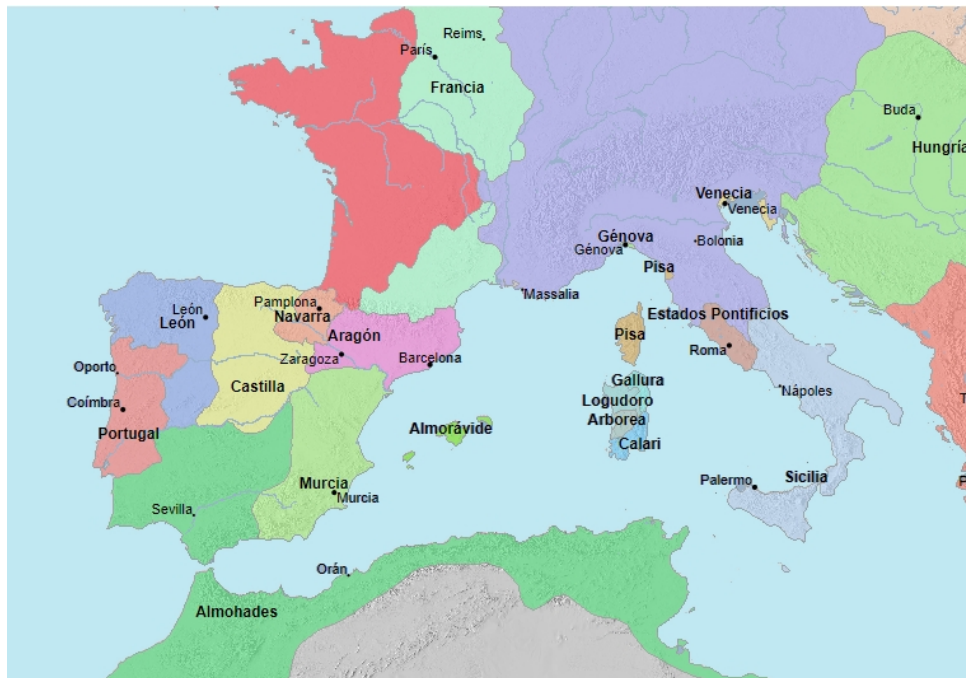 Reims
París
Francia
Buda
Hungría
Venecia
Venecia
Génova
Génova
Bolonia
Pisa
Massalia
Pamplona
León
León
Navarra
Aragón
Estados Pontificios
Pisa
Zaragoza
Roma
Oporto
Barcelona
Castilla
Gallura
Nápoles
Logudoro
Coímbra
Arborea
Almorávide
Portugal
Calari
Murcia
Sicilia
Palermo
Murcia
Sevilla
Orán
Almohades